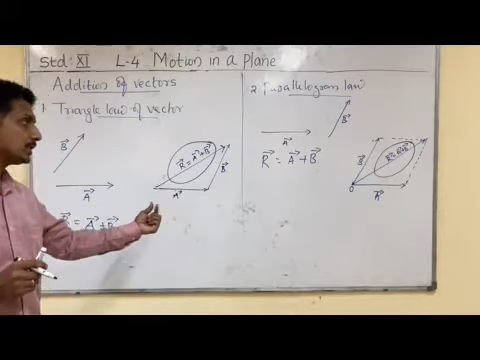 Std: XI L-4 Motion in a plane
Addition of vectors
1. Triangle law of vector
B⃗
A⃗
R⃗ = A⃗ + B⃗
A⃗
B⃗
R⃗ = A⃗ + B⃗
2. Parallelogram law
A⃗
B⃗
R⃗ = A⃗ + B⃗
B⃗
R⃗ = A⃗ + B⃗
O
A⃗